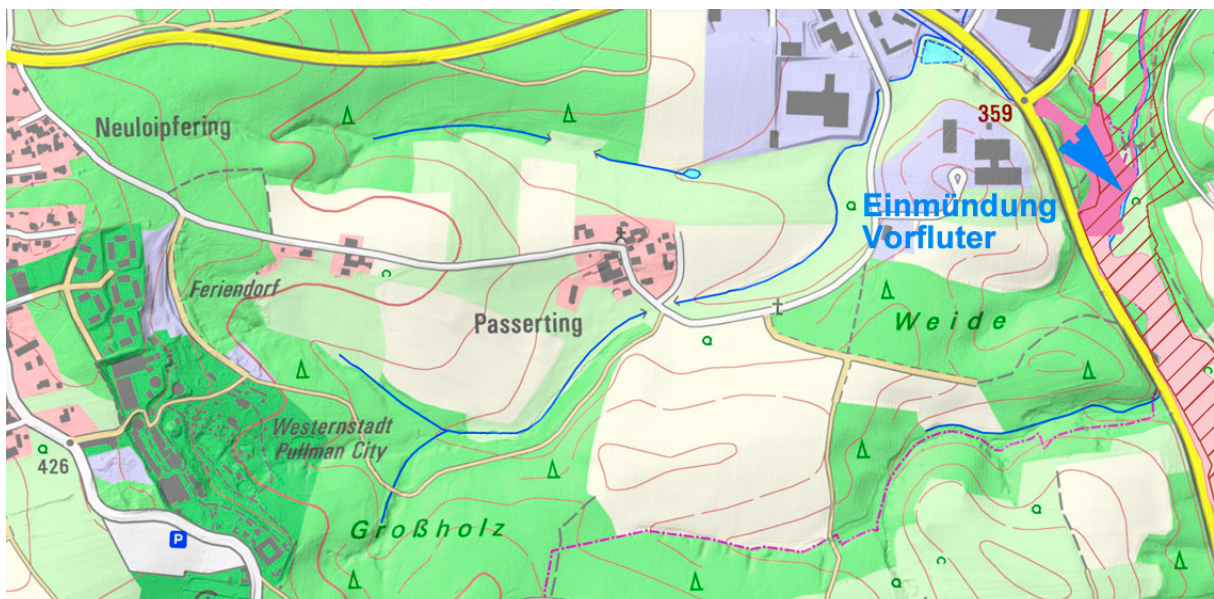 Neuloipfering
359
Einmündung
Vorfluter
Feriendorf
Passerting
Weide
Westernstadt
Pullman City
426
Großholz
P